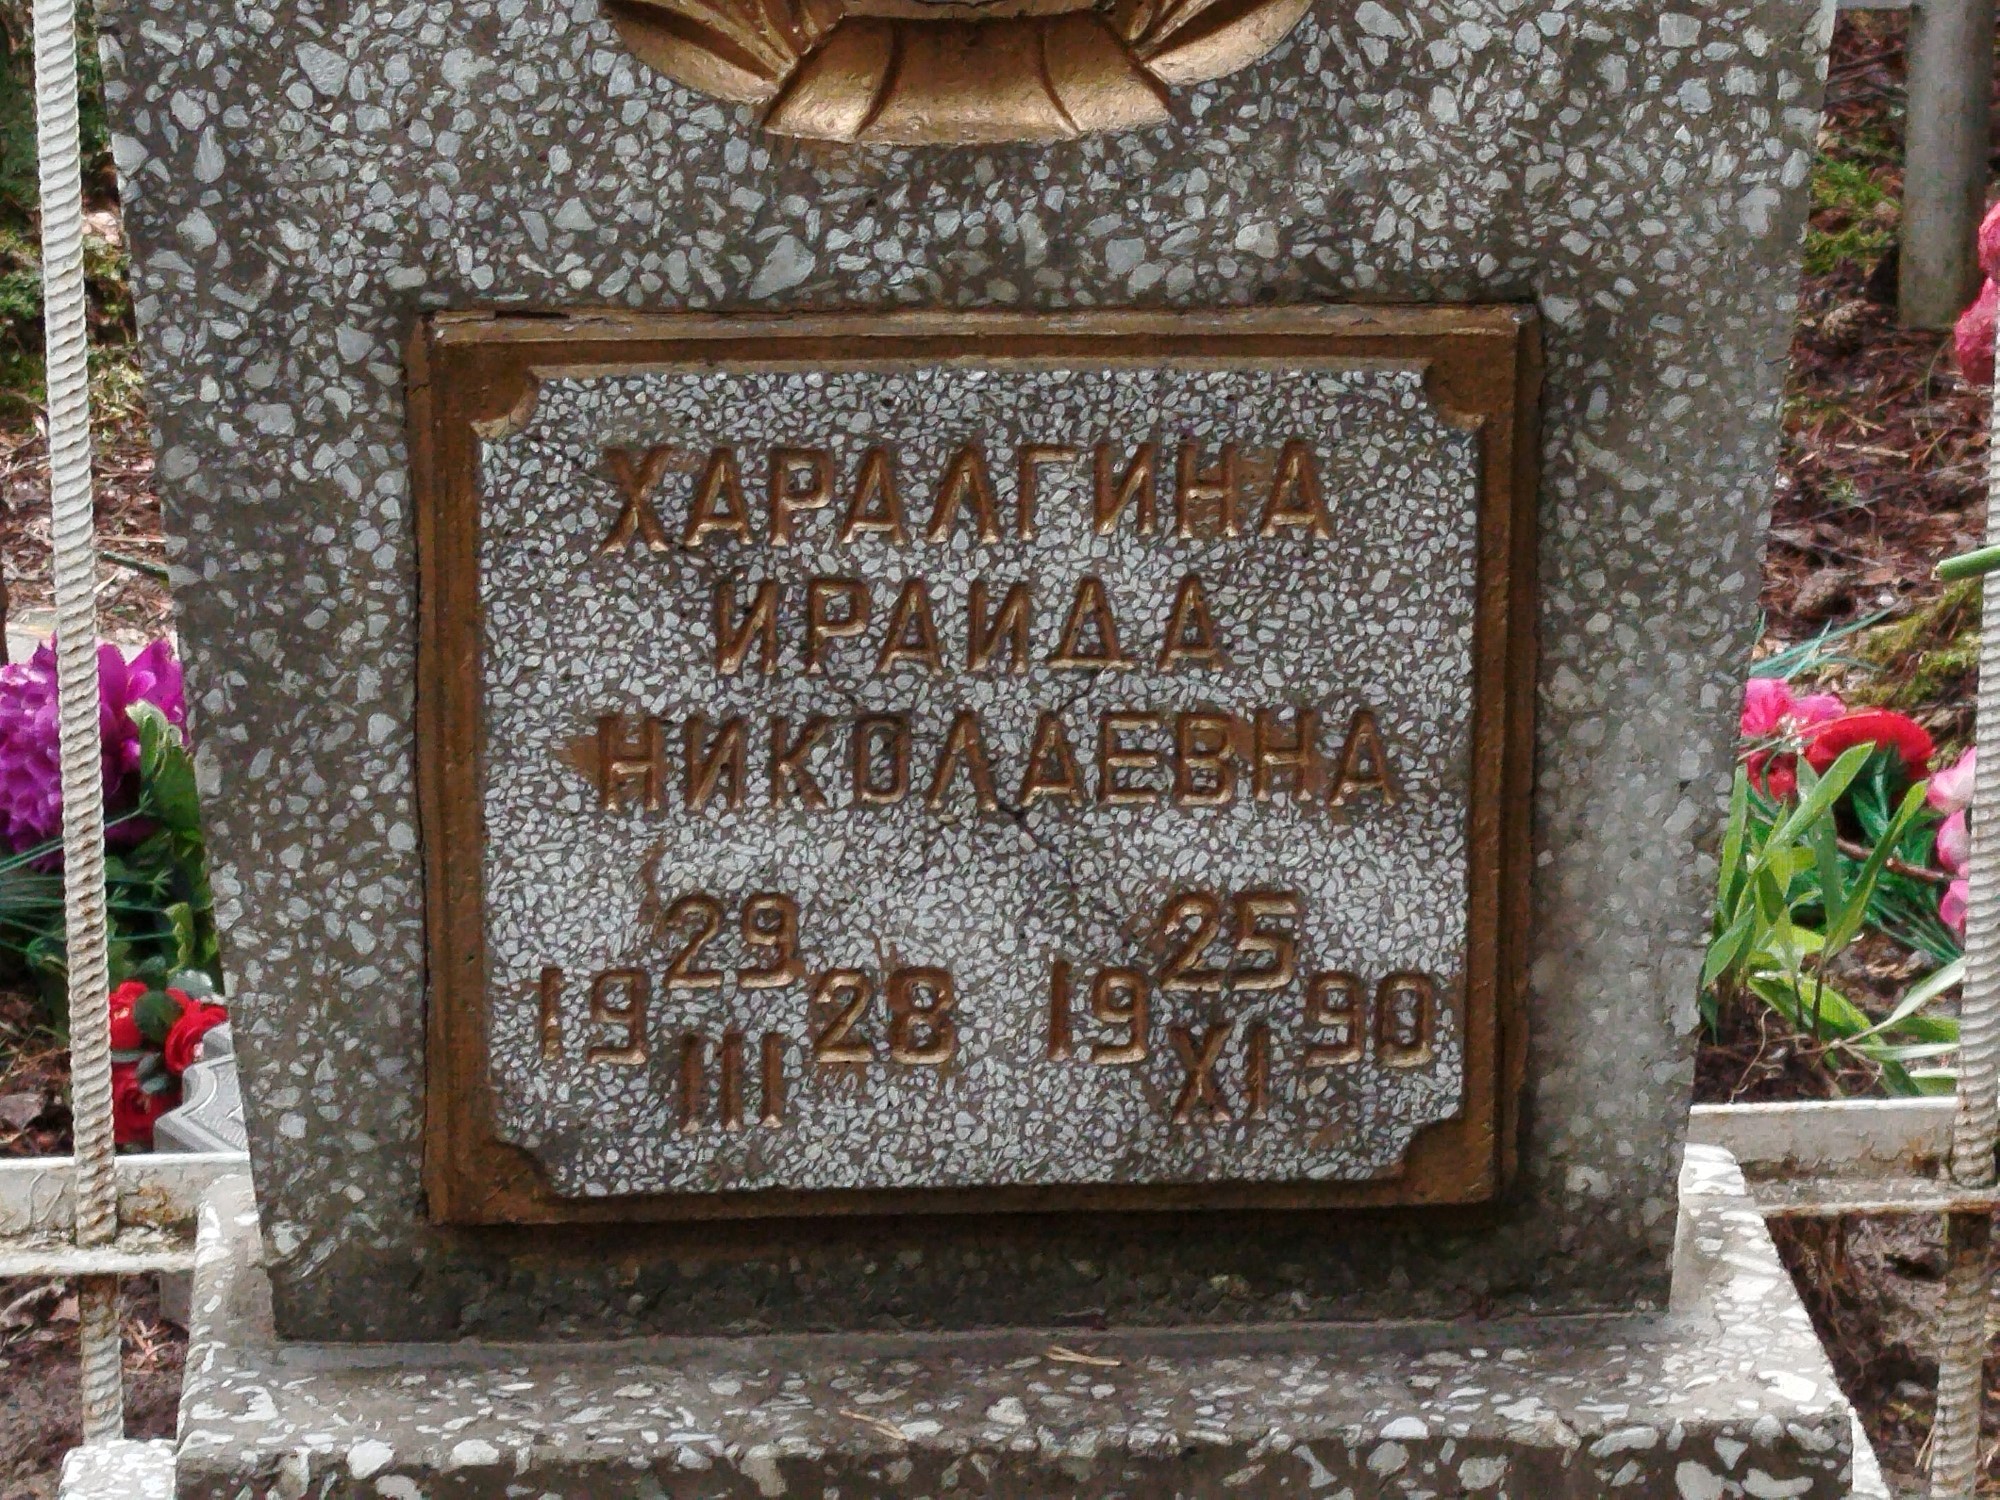 ХАРАЛГИНА
ИРАИДА
НИКОЛАЕВНА
19 29 III 28 19 25 XI 90